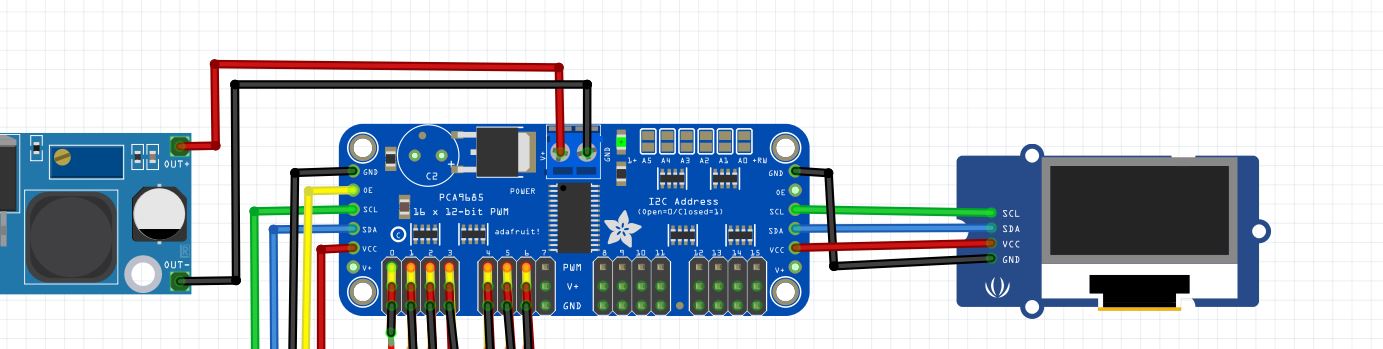 OUT+
OUT-
GND
OE
SCL
SDA
VCC
V+
C2
+
PCA9685
16 x 12-bit PWM
C
POWER
adafruit!
V+
GND
1+ A5 A4 A3 A2 A1 A0 +RW
I2C Address
(Open=0/Closed=1)
0 1 2 3 4 5 6 7 8 9 10 11 12 13 14 15
PWM
V+
GND
GND
OE
SCL
SDA
VCC
V+
SCL
SDA
VCC
GND